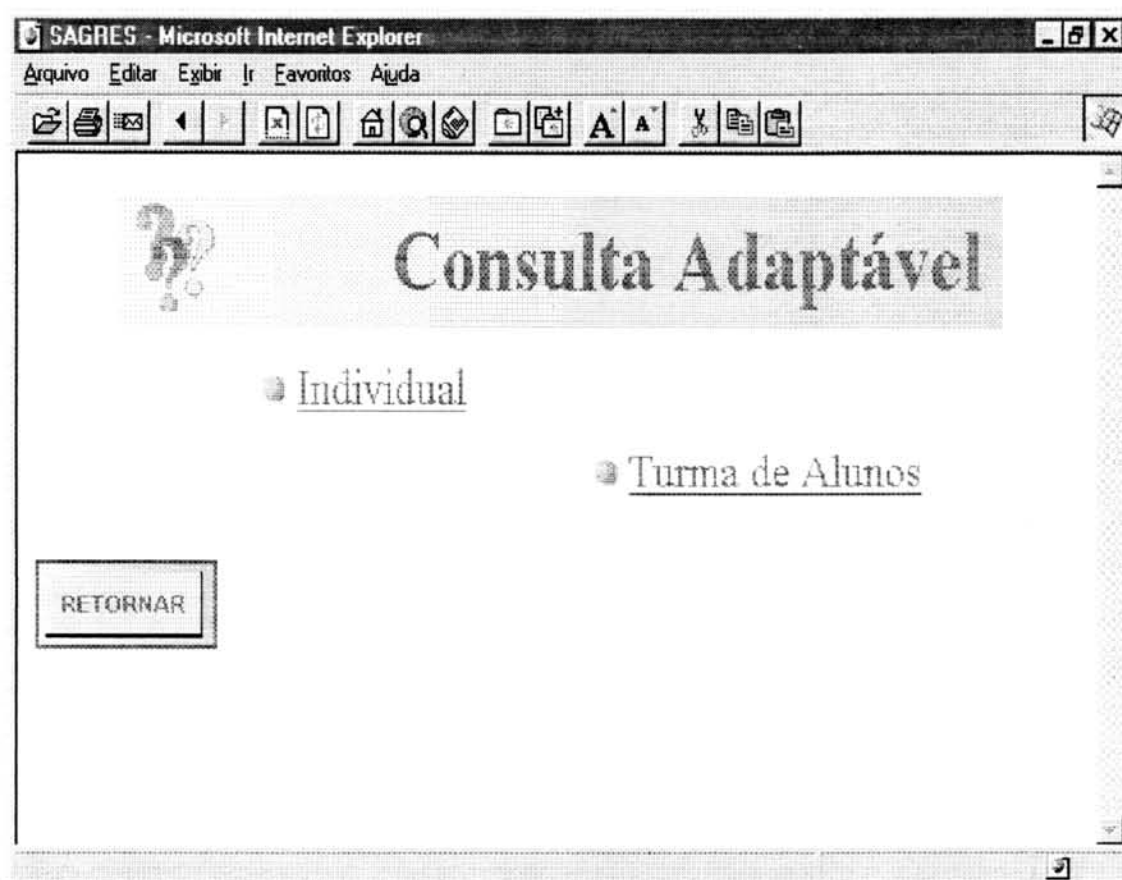 SAGRES - Microsoft Internet Explorer
Arquivo Editar Exibir Ir Favoritos Ajuda
Consulta Adaptável
Individual
Turma de Alunos
RETORNAR